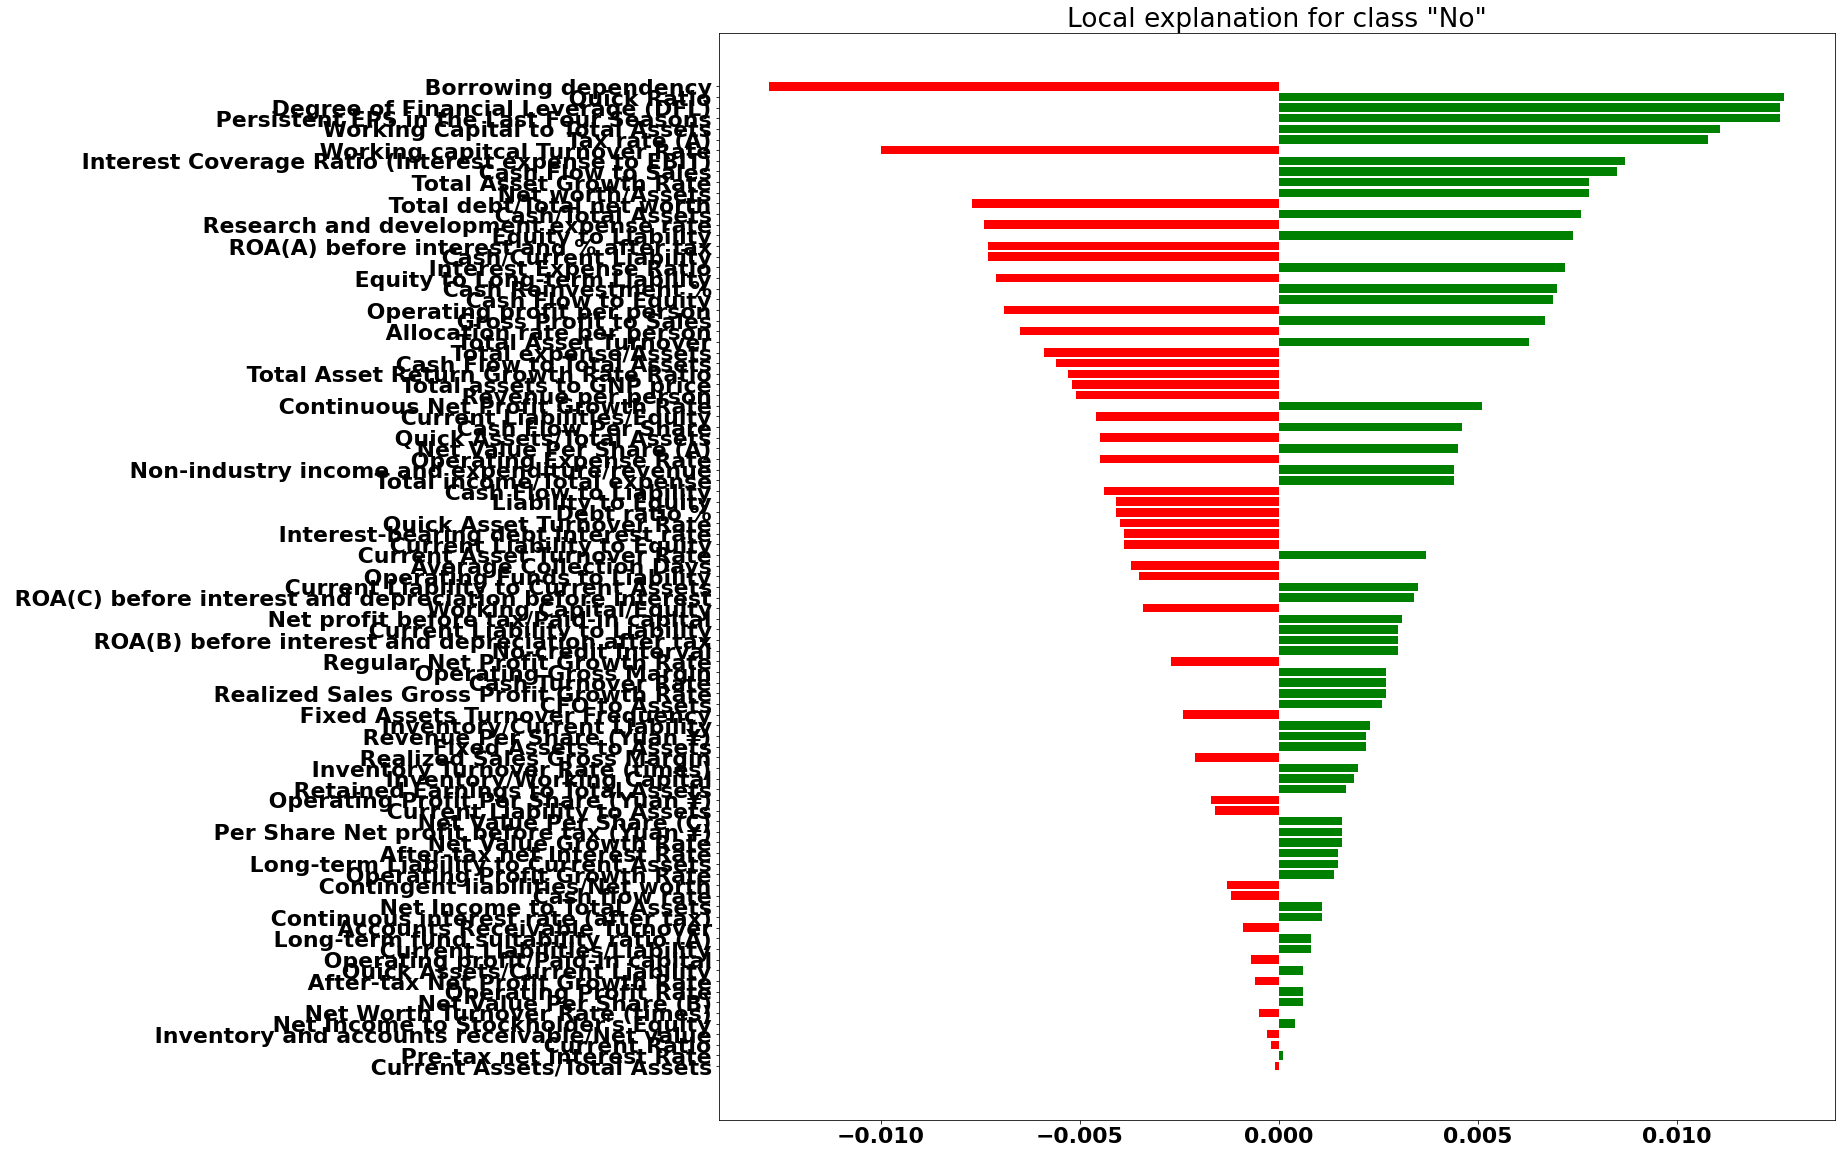 Local explanation for class "No"
Borrowing dependency
Quick Ratio
Degree of Financial Leverage (DFL)
Persistent EPS in the Last Four Seasons
Working Capital to Total Assets
Tax rate (A)
Working capitcal Turnover Rate
Interest Coverage Ratio (Interest expense to EBIT)
Cash Flow to Sales
Total Asset Growth Rate
Net worth/Assets
Total debt/Total net worth
Cash/Total Assets
Research and development expense rate
Equity to Liability
ROA(A) before interest and % after tax
Cash/Current Liability
Interest Expense Ratio
Equity to Long-term Liability
Cash Reinvestment %
Cash Flow to Equity
Operating profit per person
Gross Profit to Sales
Allocation rate per person
Total Asset Turnover
Total expense/Assets
Cash Flow to Total Assets
Total Asset Return Growth Rate Ratio
Total assets to GNP price
Revenue per person
Continuous Net Profit Growth Rate
Current Liabilities/Equity
Cash Flow Per Share
Quick Assets/Total Assets
Net Value Per Share (A)
Operating Expense Rate
Non-industry income and expenditure/revenue
Total income/Total expense
Cash Flow to Liability
Liability to Equity
Debt ratio %
Quick Asset Turnover Rate
Interest-bearing debt interest rate
Current Liability to Equity
Current Asset Turnover Rate
Average Collection Days
Operating Funds to Liability
Current Liability to Current Assets
ROA(C) before interest and depreciation before interest
Working Capital/Equity
Net profit before tax/Paid-in capital
Current Liability to Liability
ROA(B) before interest and depreciation after tax
No-credit Interval
Regular Net Profit Growth Rate
Operating Gross Margin
Cash Turnover Rate
Realized Sales Gross Profit Growth Rate
CFO to Assets
Fixed Assets Turnover Frequency
Inventory/Current Liability
Revenue Per Share (Yuan ¥)
Fixed Assets to Assets
Realized Sales Gross Margin
Inventory Turnover Rate (times)
Inventory/Working Capital
Retained Earnings to Total Assets
Operating Profit Per Share (Yuan ¥)
Current Liability to Assets
Net Value Per Share (C)
Per Share Net profit before tax (Yuan ¥)
Net Value Growth Rate
After-tax net Interest Rate
Long-term Liability to Current Assets
Operating Profit Growth Rate
Contingent liabilities/Net worth
Cash flow rate
Net Income to Total Assets
Continuous interest rate (after tax)
Accounts Receivable Turnover
Long-term fund suitability ratio (A)
Current Liabilities/Liability
Operating profit/Paid-in capital
Quick Assets/Current Liability
After-tax Net Profit Growth Rate
Operating Profit Rate
Net Value Per Share (B)
Net Worth Turnover Rate (times)
Net Income to Stockholder's Equity
Inventory and accounts receivable/Net value
Current Ratio
Pre-tax net Interest Rate
Current Assets/Total Assets
−0.010 −0.005 0.000 0.005 0.010